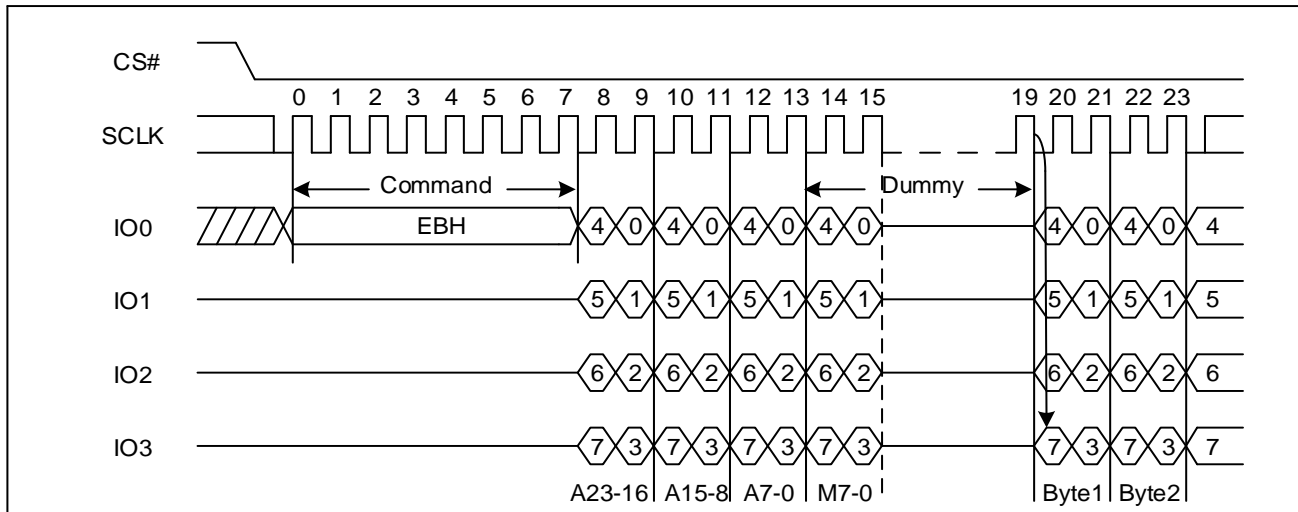 CS#
0 1 2 3 4 5 6 7 8 9 10 11 12 13 14 15 19 20 21 22 23
SCLK
Command Dummy
IO0 EBH 4 0 4 0 4 0 4 0 4 0 4 0 4
IO1 5 1 5 1 5 1 5 1 5 1 5 1 5
IO2 6 2 6 2 6 2 6 2 6 2 6 2 6
IO3 7 3 7 3 7 3 7 3 7 3 7 3 7
A23-16 A15-8 A7-0 M7-0 Byte1 Byte2